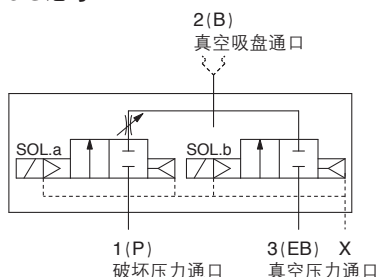 2(B)
真空吸盘通口
SOL.a
SOL.b
1(P)
3(EB) X
破坏压力通口
真空压力通口